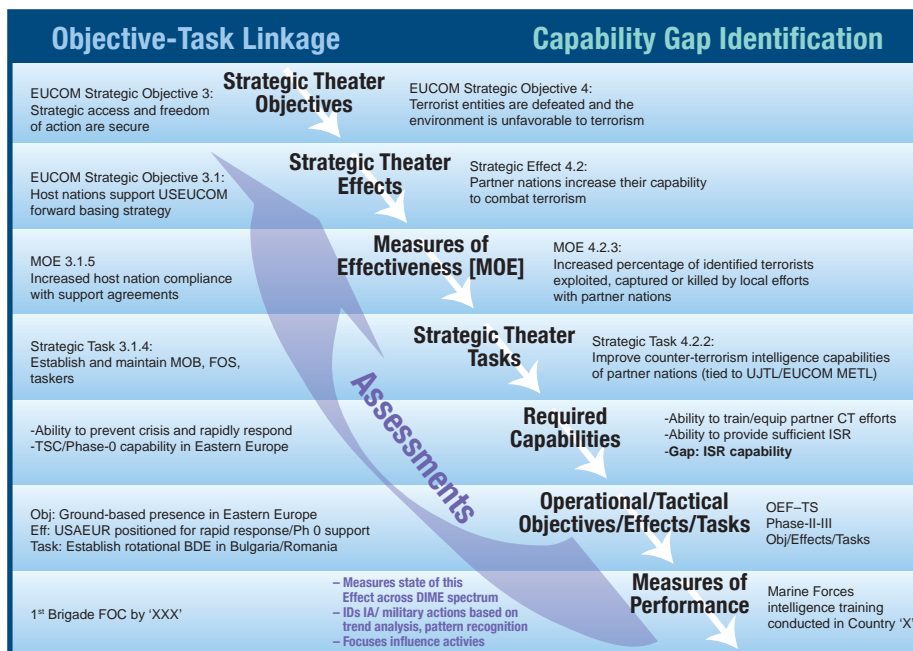 Objective-Task Linkage
Capability Gap Identification
EUCOM Strategic Objective 3:
Strategic access and freedom
of action are secure
Strategic Theater
Objectives
EUCOM Strategic Objective 4:
Terrorist entities are defeated and the
environment is unfavorable to terrorism
EUCOM Strategic Objective 3.1:
Host nations support USEUCOM
forward basing strategy
Strategic Theater
Effects
Strategic Effect 4.2:
Partner nations increase their capability
to combat terrorism
MOE 3.1.5
Increased host nation compliance
with support agreements
Measures of
Effectiveness [MOE]
MOE 4.2.3:
Increased percentage of identified terrorists
exploited, captured or killed by local efforts
with partner nations
Strategic Task 3.1.4:
Establish and maintain MOB, FOS,
taskers
Strategic Theater
Tasks
Strategic Task 4.2.2:
Improve counter-terrorism intelligence capabilities
of partner nations (tied to UJTL/EUCOM METL)
Assessments
-Ability to prevent crisis and rapidly respond
-TSC/Phase-0 capability in Eastern Europe
Required
Capabilities
-Ability to train/equip partner CT efforts
-Ability to provide sufficient ISR
-Gap: ISR capability
Obj: Ground-based presence in Eastern Europe
Eff: USAEUR positioned for rapid response/Ph 0 support
Task: Establish rotational BDE in Bulgaria/Romania
Operational/Tactical
Objectives/Effects/Tasks
OEF–TS
Phase-II-III
Obj/Effects/Tasks
1st Brigade FOC by ‘XXX’
– Measures state of this
Effect across DIME spectrum
– IDs IA/ military actions based on
trend analysis, pattern recognition
– Focuses influence activies
Measures of
Performance
Marine Forces
intelligence training
conducted in Country ‘X’